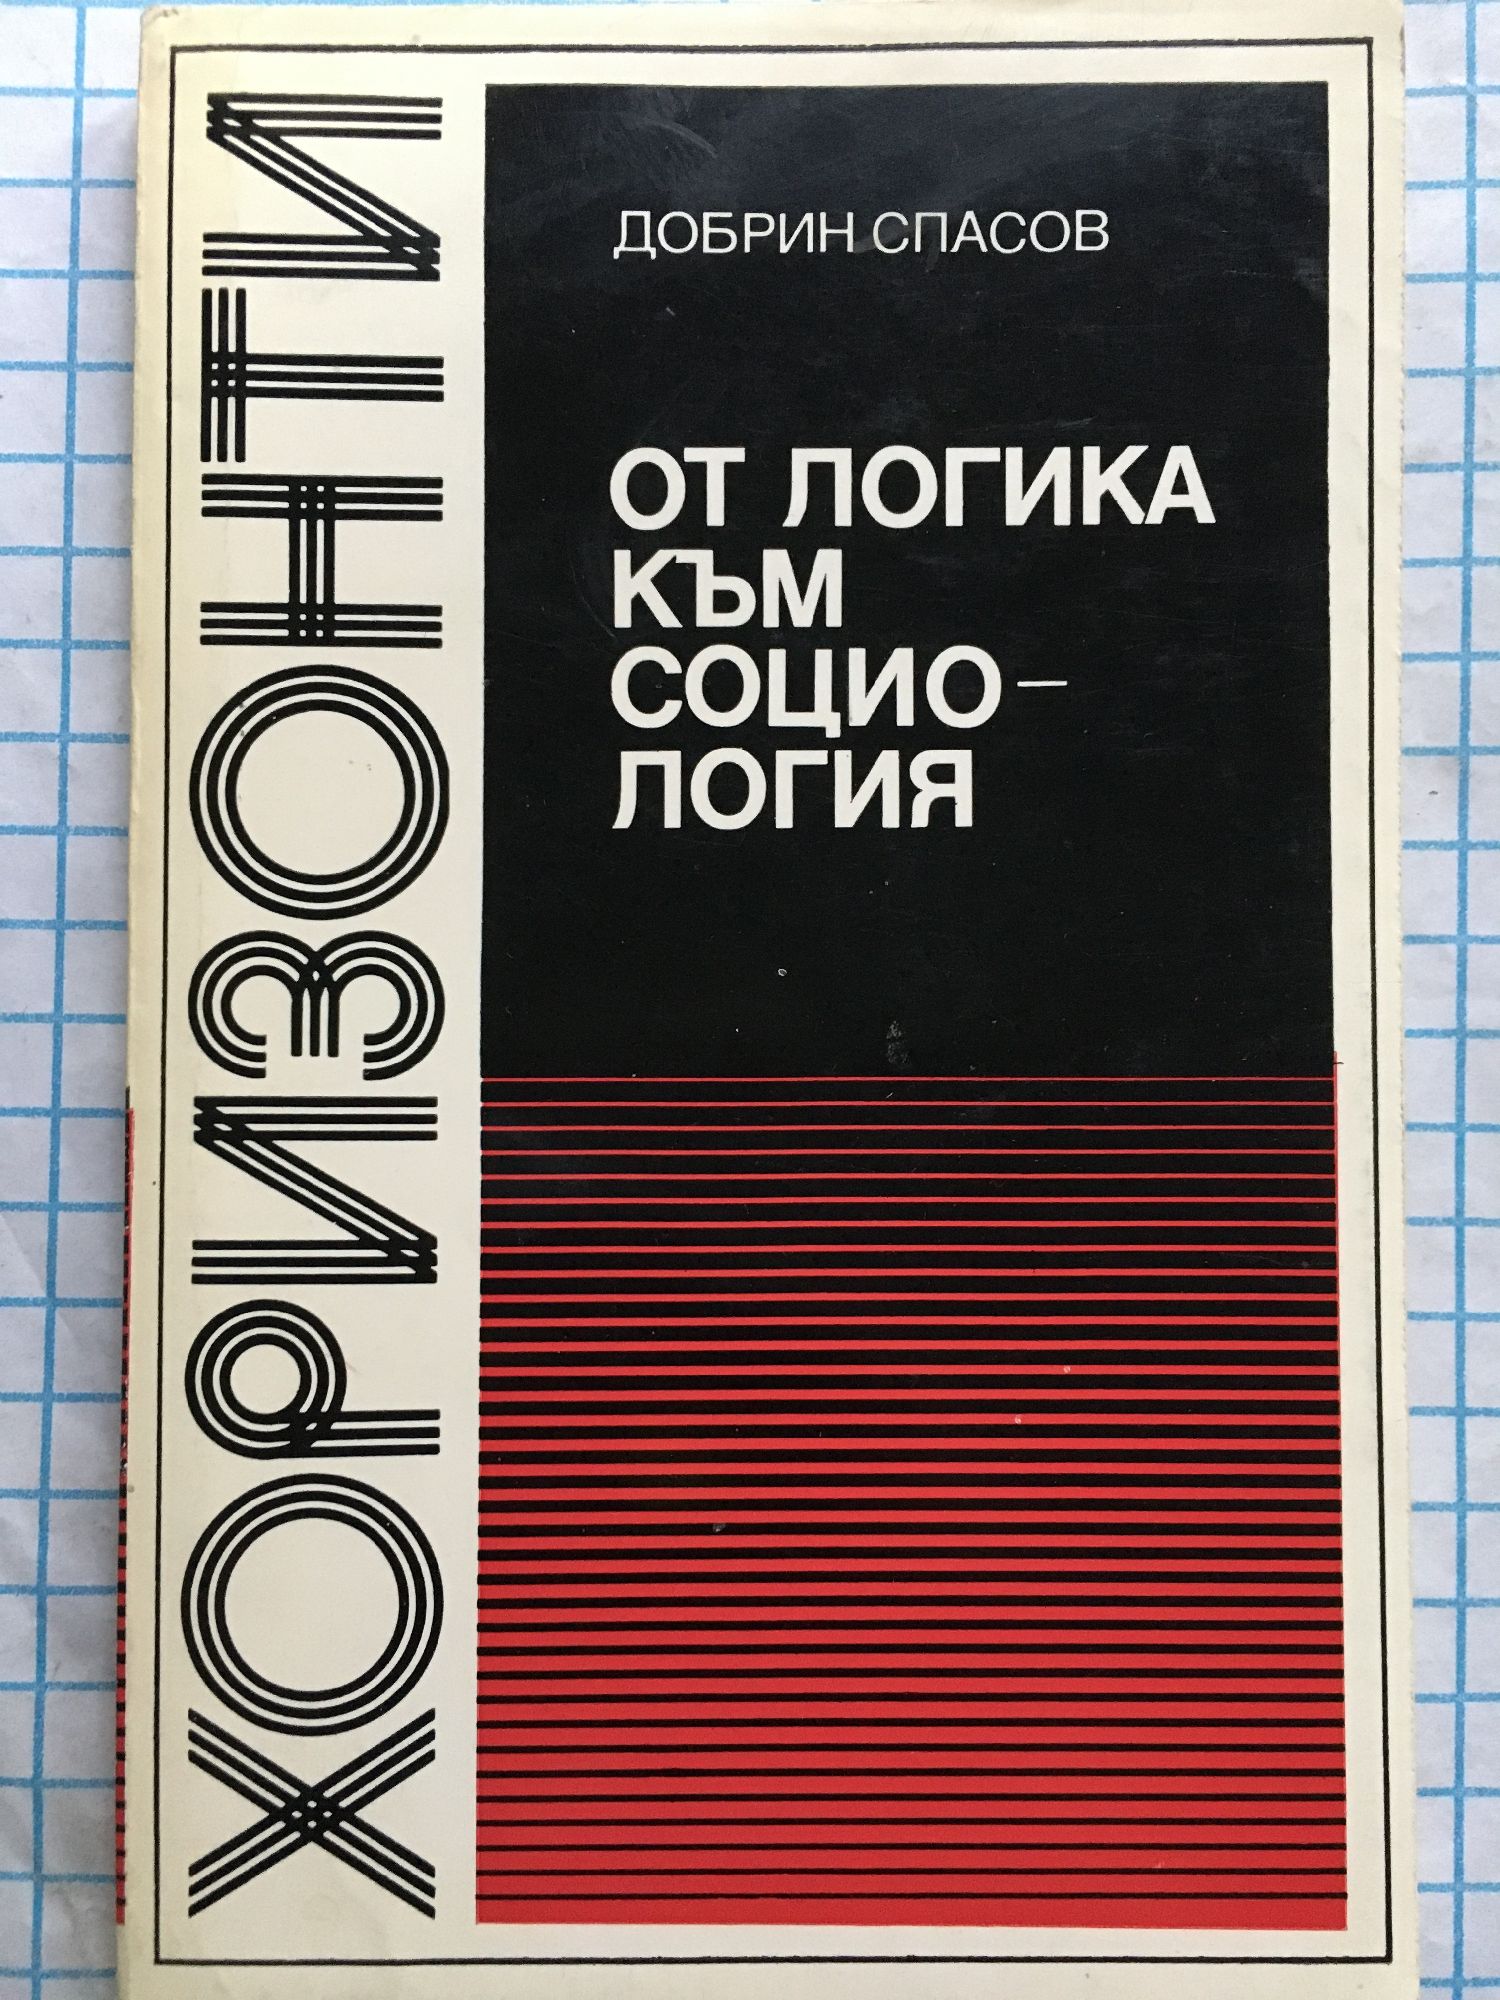 ХОРИЗОНТИ
ДОБРИН СПАСОВ
ОТ ЛОГИКА
КЪМ
СОЦИО-
ЛОГИЯ